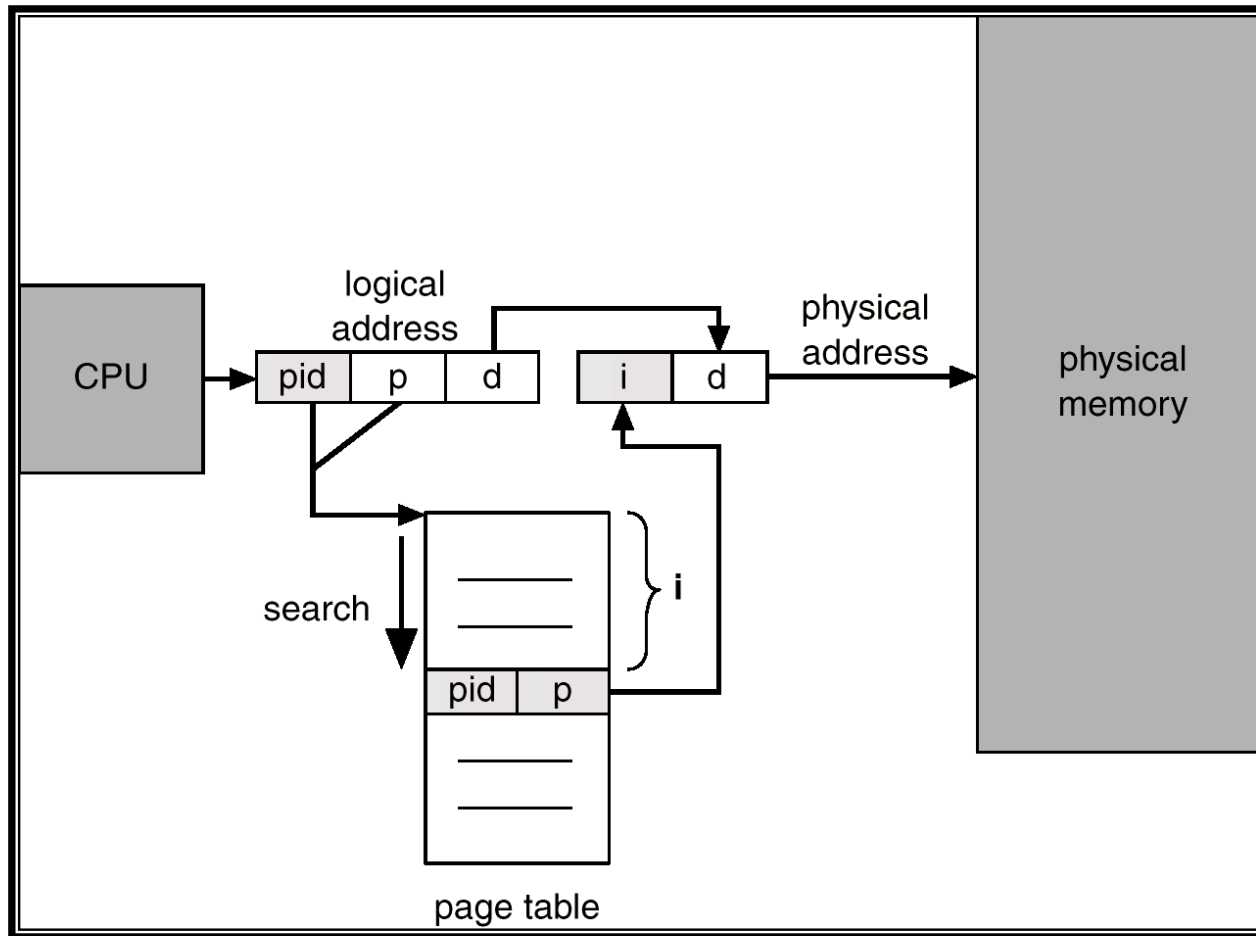 logical
address
physical
address
CPU
pid
p
d
i
d
physical
memory
search
i
pid
p
page table